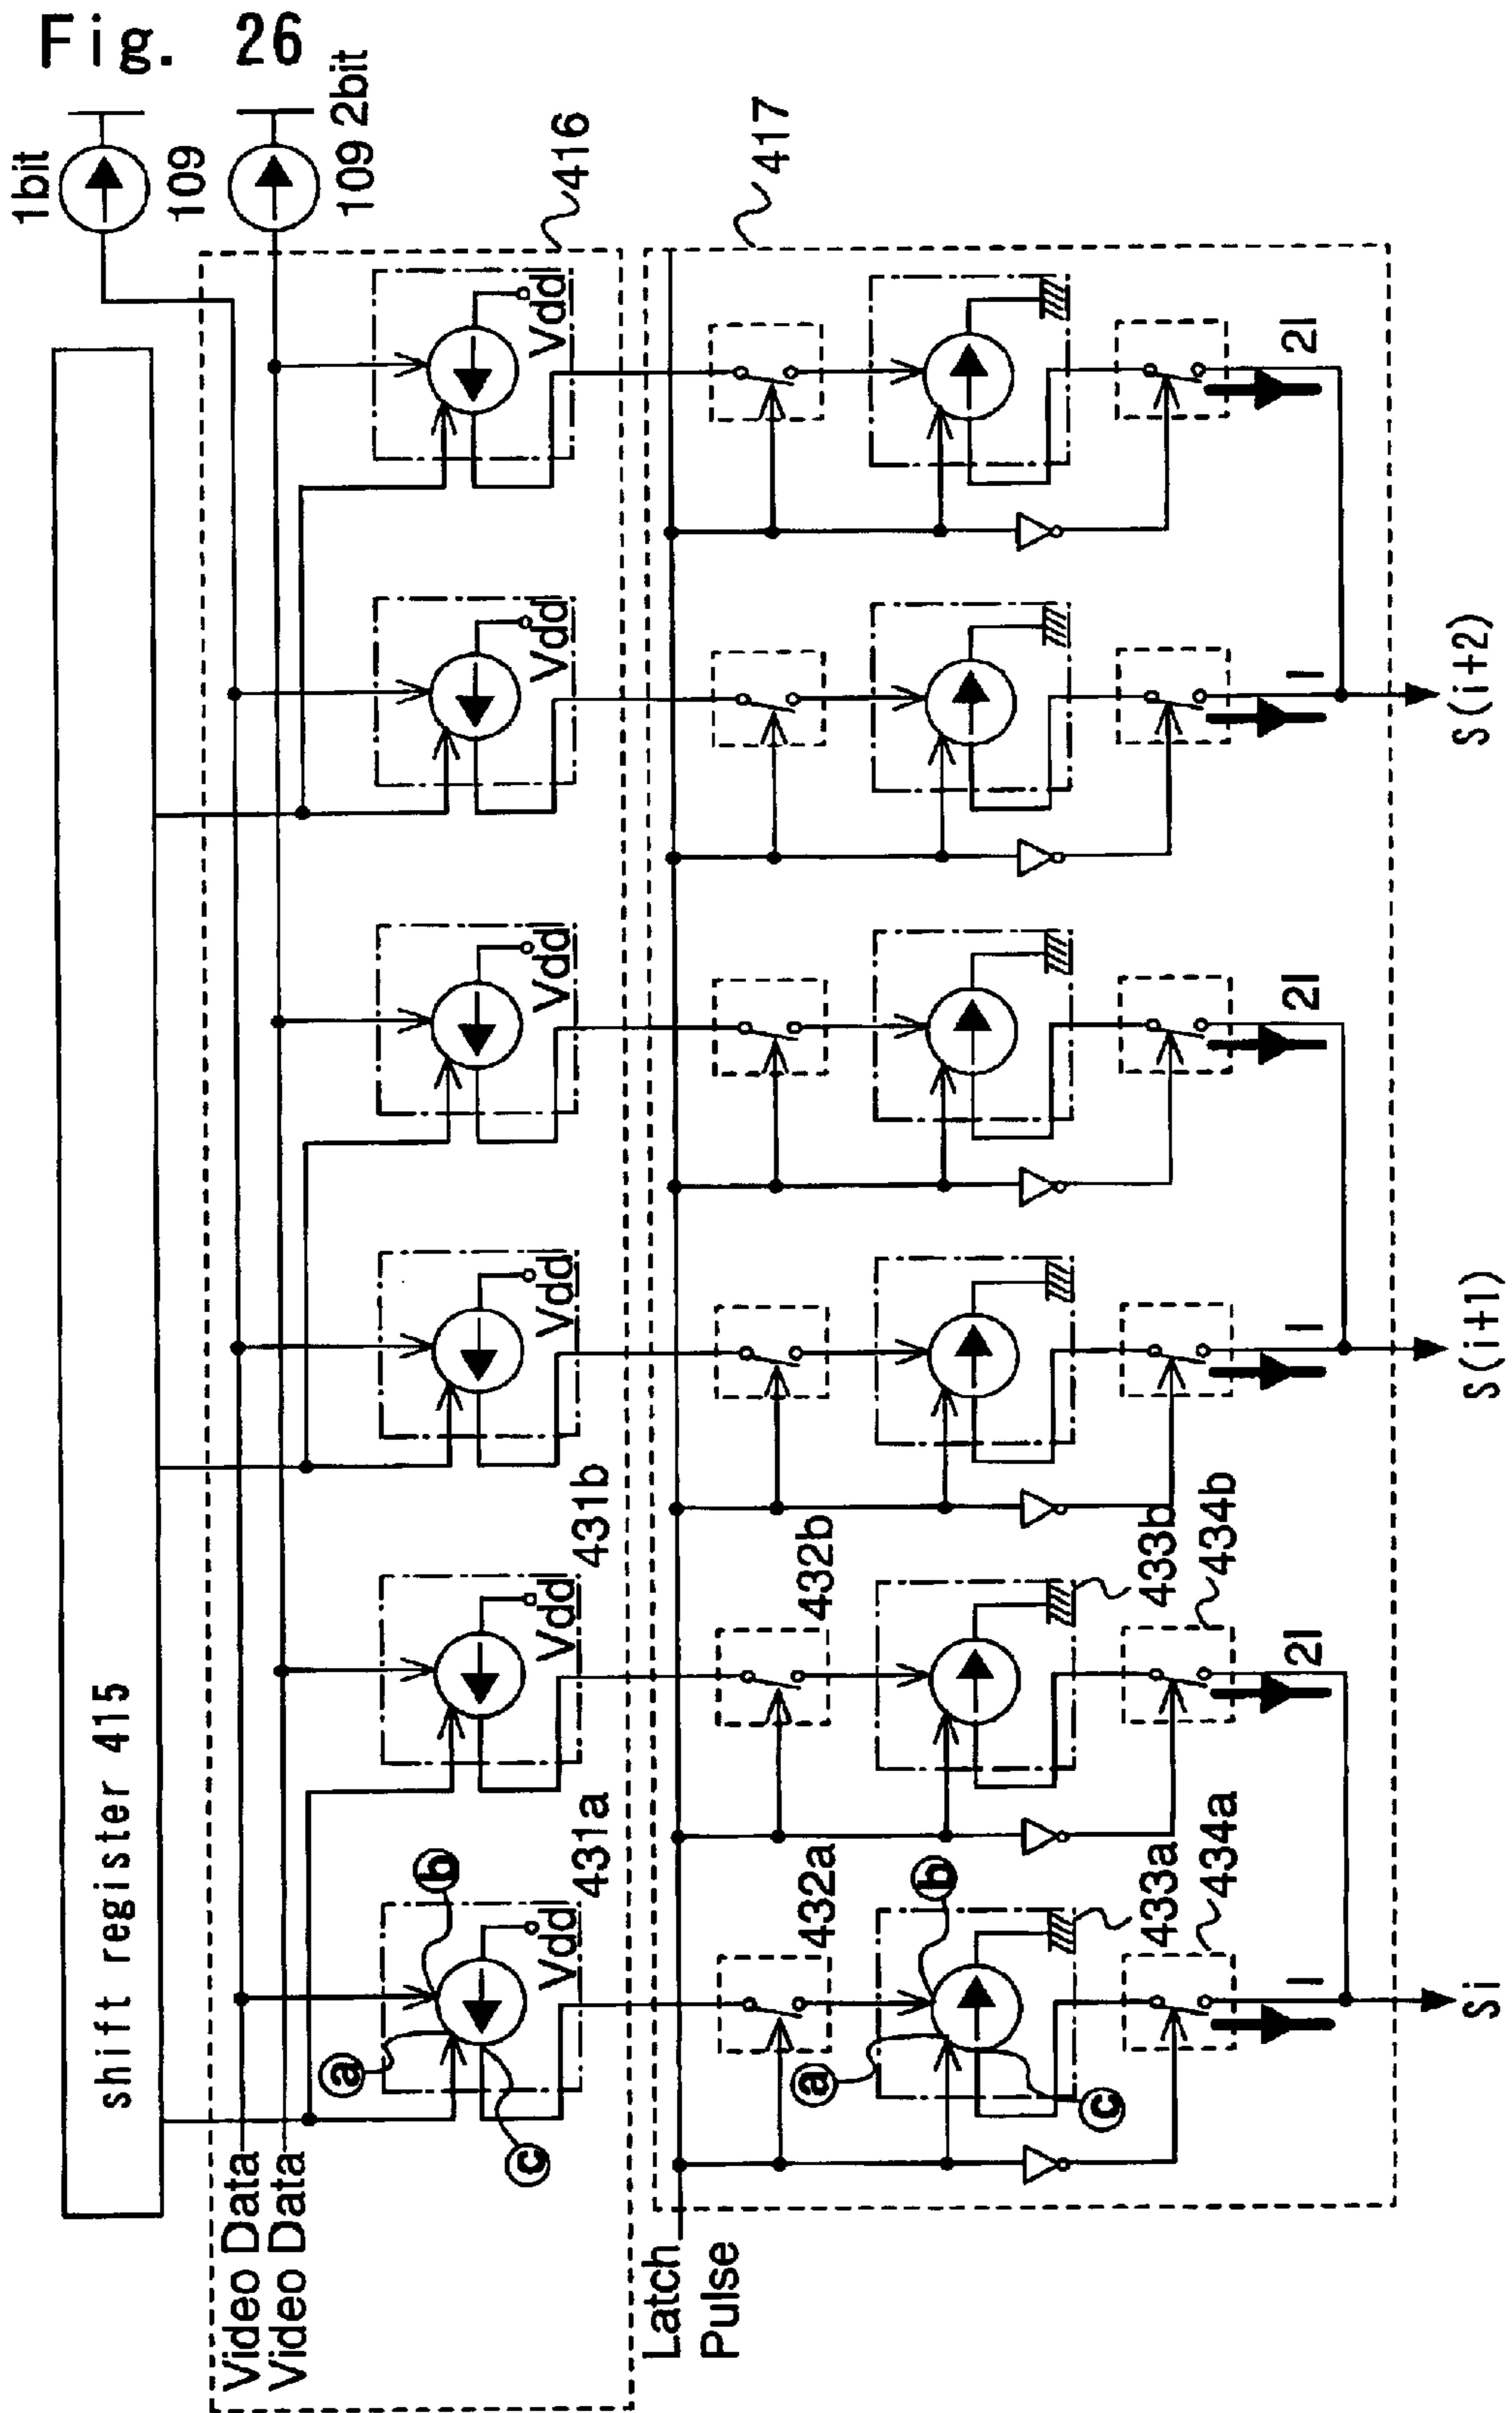 Fig. 26
1bit
109
109 2bit
shift register 415
416
Video Data
Video Data
Vdd
Vdd
Vdd
Vdd
Vdd
Vdd
a
b
c
431a
431b
417
Latch
Pulse
432a
432b
a
b
c
433a
433b
434a
434b
I
2I
I
2I
I
2I
Si
S(i+1)
S(i+2)